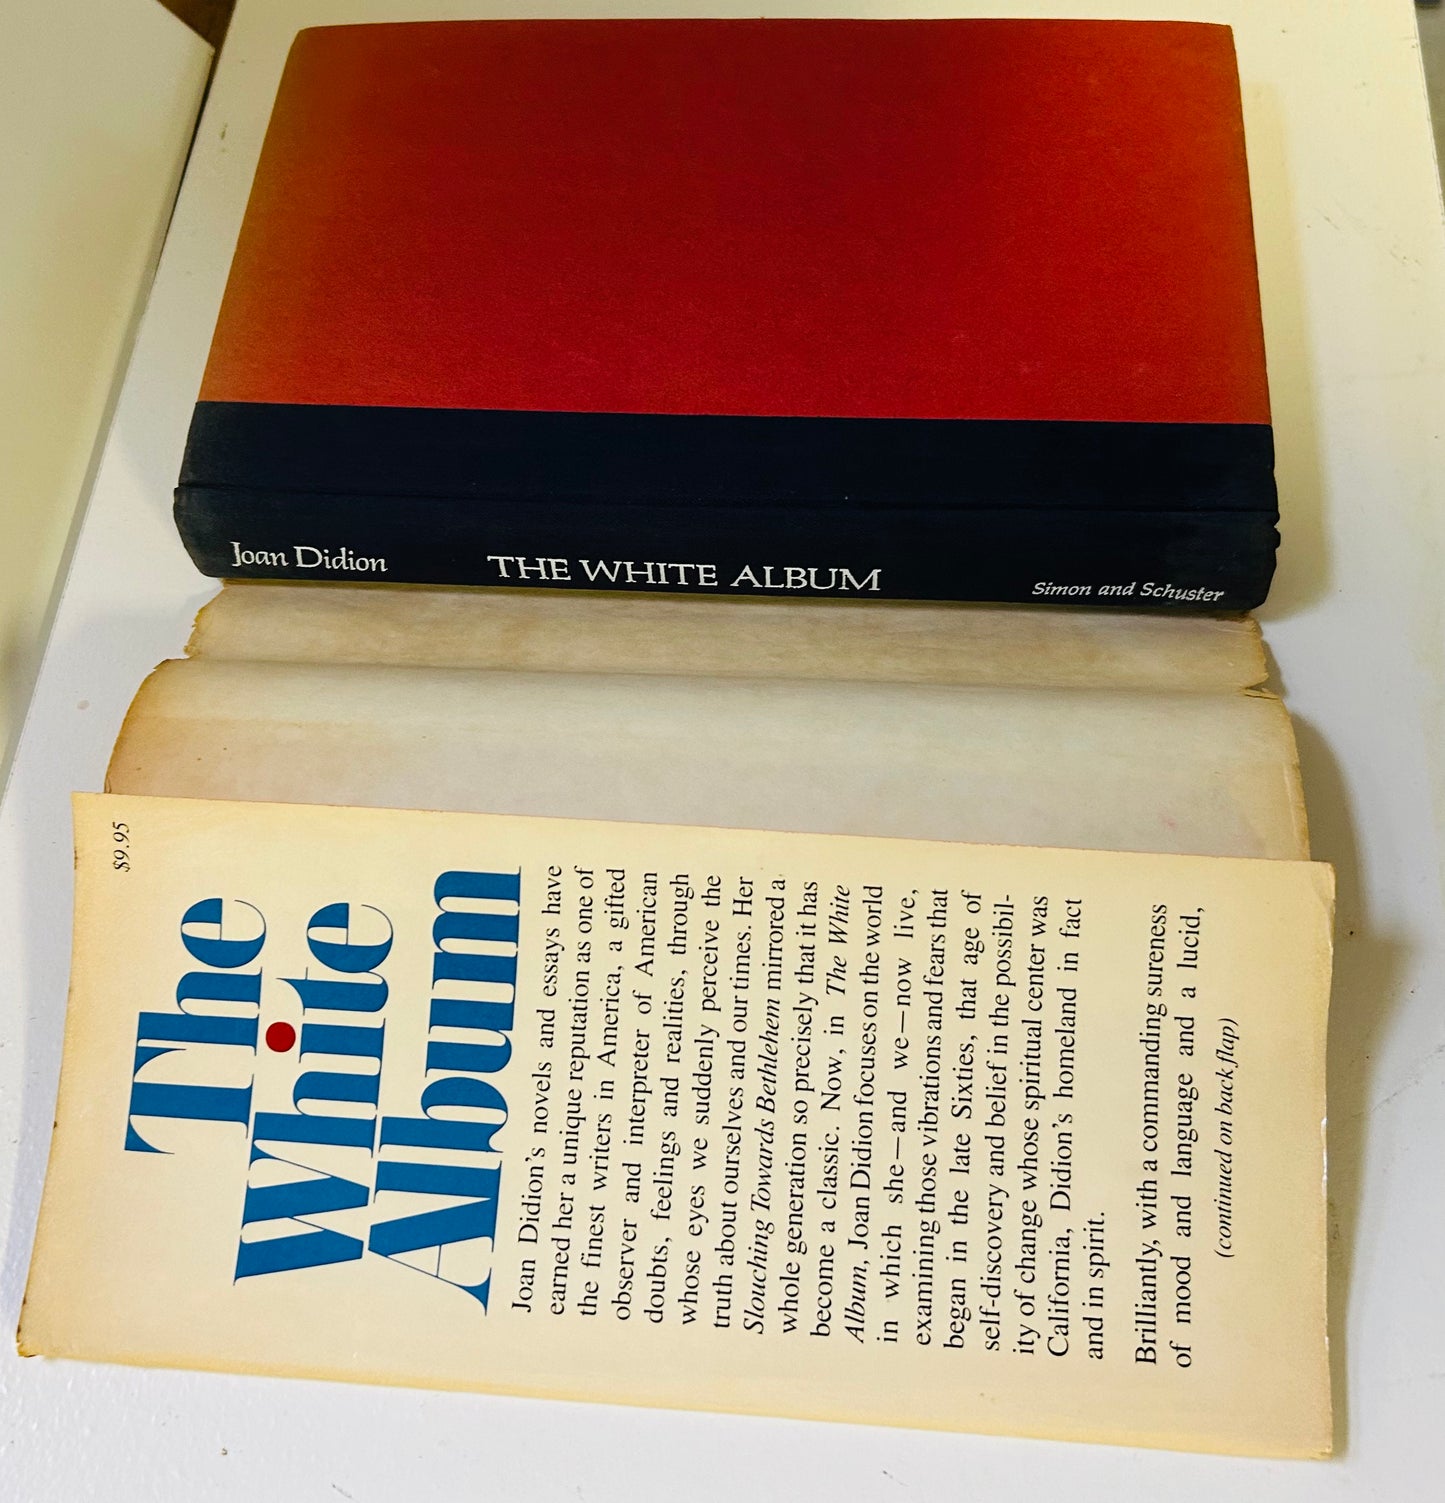 Joan Didion
THE WHITE ALBUM
Simon and Schuster
$9.95
The
White
Album
Joan Didion's novels and essays have
earned her a unique reputation as one of
the finest writers in America, a gifted
observer and interpreter of American
doubts, feelings and realities, through
whose eyes we suddenly perceive the
truth about ourselves and our times. Her
Slouching Towards Bethlehem mirrored a
whole generation so precisely that it has
become a classic. Now, in The White
Album, Joan Didion focuses on the world
in which she—and we—now live,
examining those vibrations and fears that
began in the late Sixties, that age of
self-discovery and belief in the possibil-
ity of change whose spiritual center was
California, Didion's homeland in fact
and in spirit.
Brilliantly, with a commanding sureness
of mood and language and a lucid,
(continued on back flap)